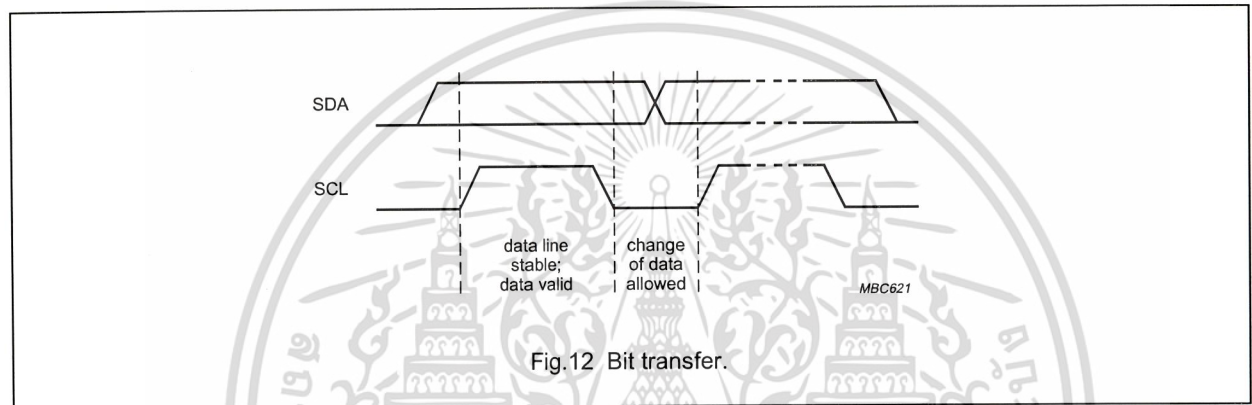 SDA
SCL
data line
stable;
data valid
change
of data
allowed
MBC621
Fig.12 Bit transfer.